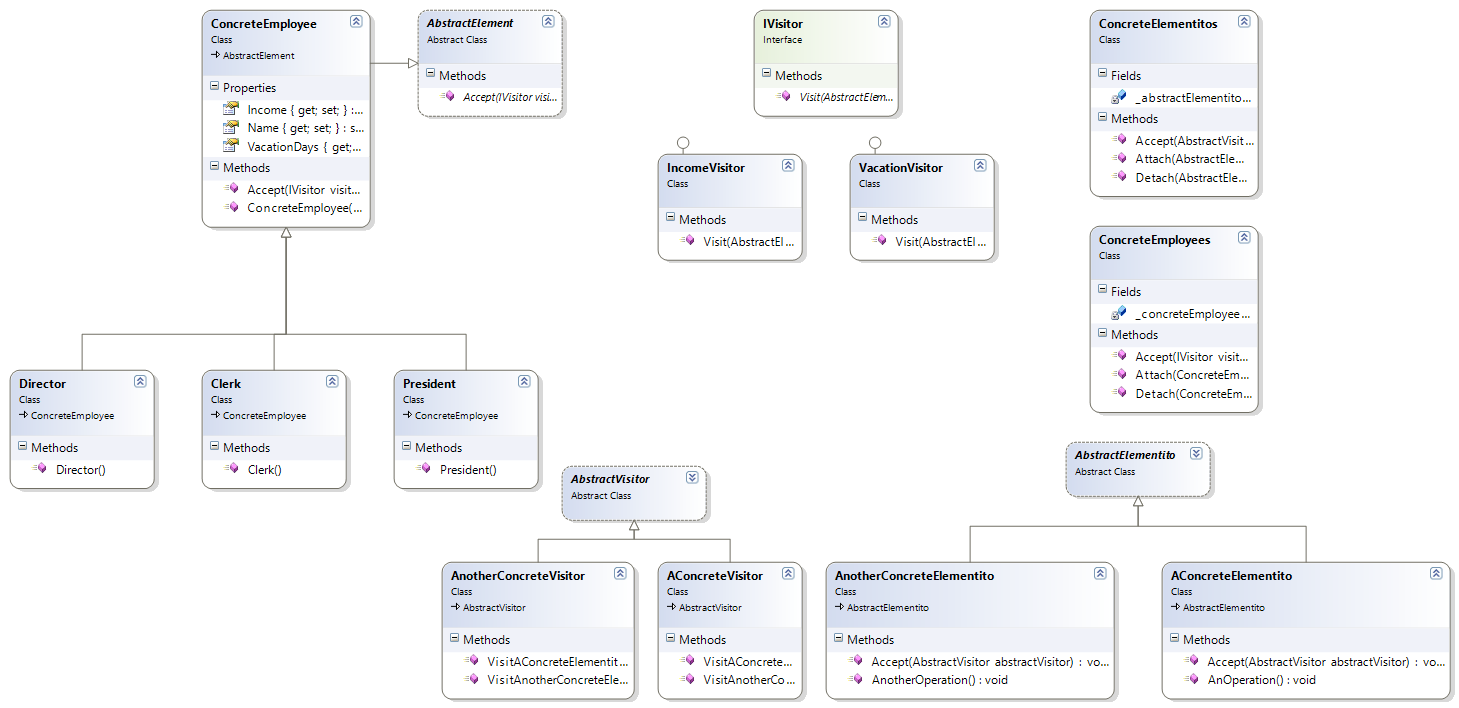 ConcreteEmployee
Class
AbstractElement
Properties
Income { get; set; } :...
Name { get; set; } : s...
VacationDays { get;...
Methods
Accept(IVisitor visit...
ConcreteEmployee(...
AbstractElement
Abstract Class
Methods
Accept(IVisitor visi...
IVisitor
Interface
Methods
Visit(AbstractElem...
ConcreteElementitos
Class
Fields
_abstractElementito...
Methods
Accept(AbstractVisit...
Attach(AbstractEle...
Detach(AbstractEle...
IncomeVisitor
Class
Methods
Visit(AbstractEl...
VacationVisitor
Class
Methods
Visit(AbstractEl...
ConcreteEmployees
Class
Fields
_concreteEmployee...
Methods
Accept(IVisitor visit...
Attach(ConcreteEm...
Detach(ConcreteEm...
Director
Class
ConcreteEmployee
Methods
Director()
Clerk
Class
ConcreteEmployee
Methods
Clerk()
President
Class
ConcreteEmployee
Methods
President()
AbstractVisitor
Abstract Class
AbstractElementito
Abstract Class
AnotherConcreteVisitor
Class
AbstractVisitor
Methods
VisitAConcreteElementit...
VisitAnotherConcreteEle...
AConcreteVisitor
Class
AbstractVisitor
Methods
VisitAConcrete...
VisitAnotherCo...
AnotherConcreteElementito
Class
AbstractElementito
Methods
Accept(AbstractVisitor abstractVisitor) : vo...
AnotherOperation() : void
AConcreteElementito
Class
AbstractElementito
Methods
Accept(AbstractVisitor abstractVisitor) : vo...
AnOperation() : void